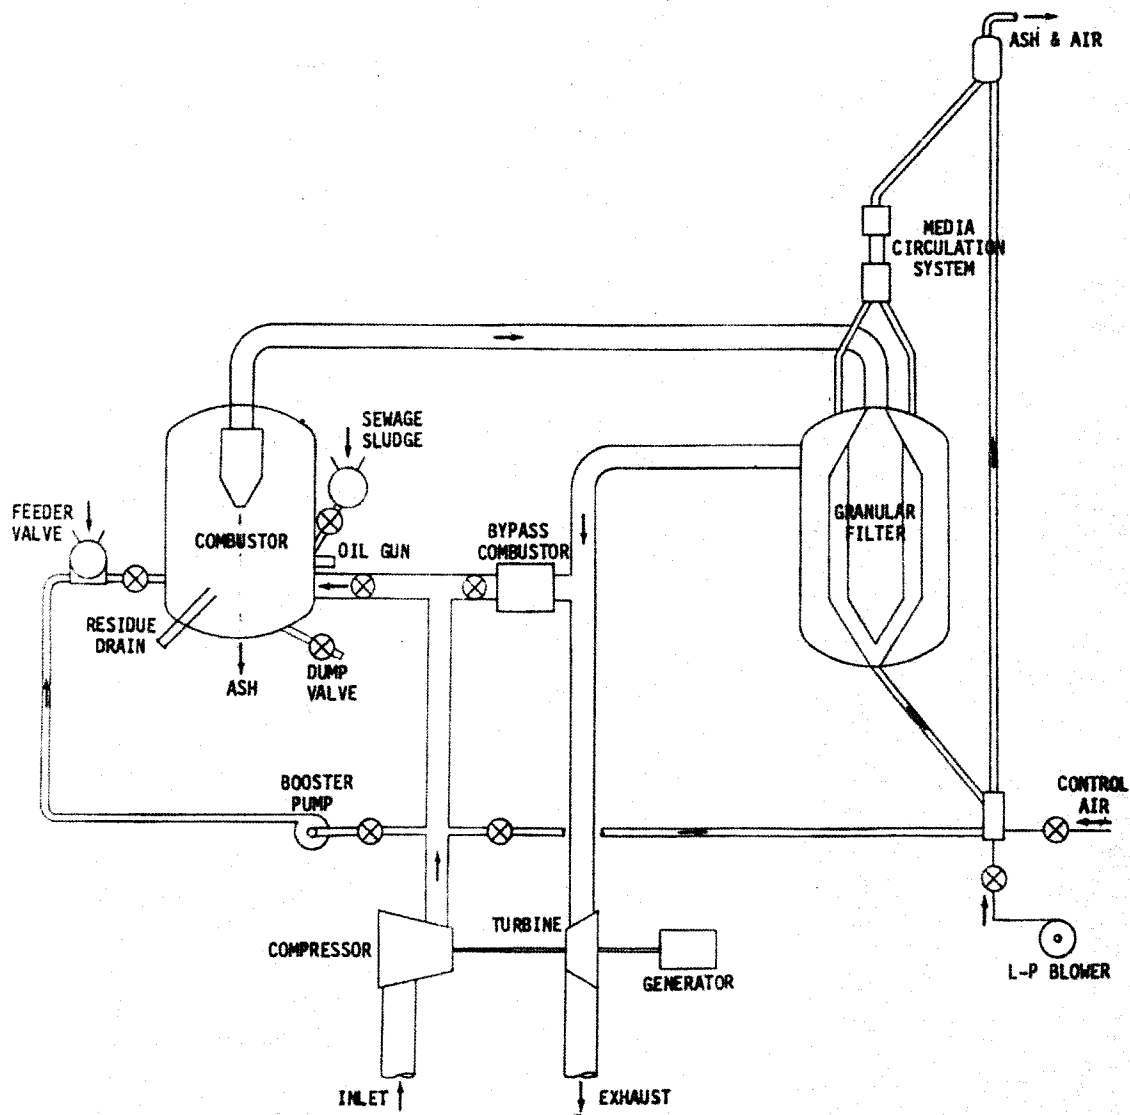 ASH & AIR
MEDIA
CIRCULATION
SYSTEM
SEWAGE
SLUDGE
FEEDER
VALVE
COMBUSTOR
OIL GUN
BYPASS
COMBUSTOR
GRANULAR
FILTER
RESIDUE
DRAIN
ASH
DUMP
VALVE
BOOSTER
PUMP
CONTROL
AIR
TURBINE
COMPRESSOR
GENERATOR
L-P BLOWER
INLET
EXHAUST